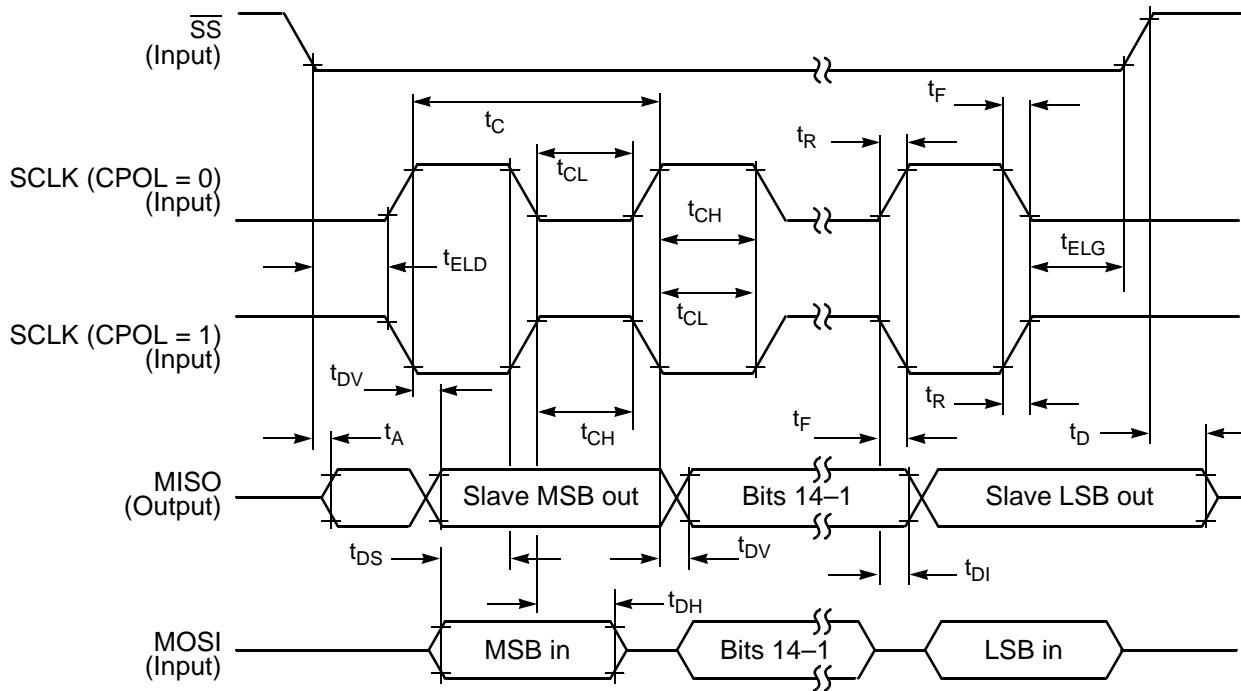 SS
(Input)
tF
tC
tR
tCL
SCLK (CPOL = 0)
(Input)
tCH
tELD
tELG
tCL
SCLK (CPOL = 1)
(Input)
tDV
tR
tA
tCH
tF
tD
MISO
(Output)
Slave MSB out
Bits 14–1
Slave LSB out
tDS
tDV
tDI
tDH
MOSI
(Input)
MSB in
Bits 14–1
LSB in